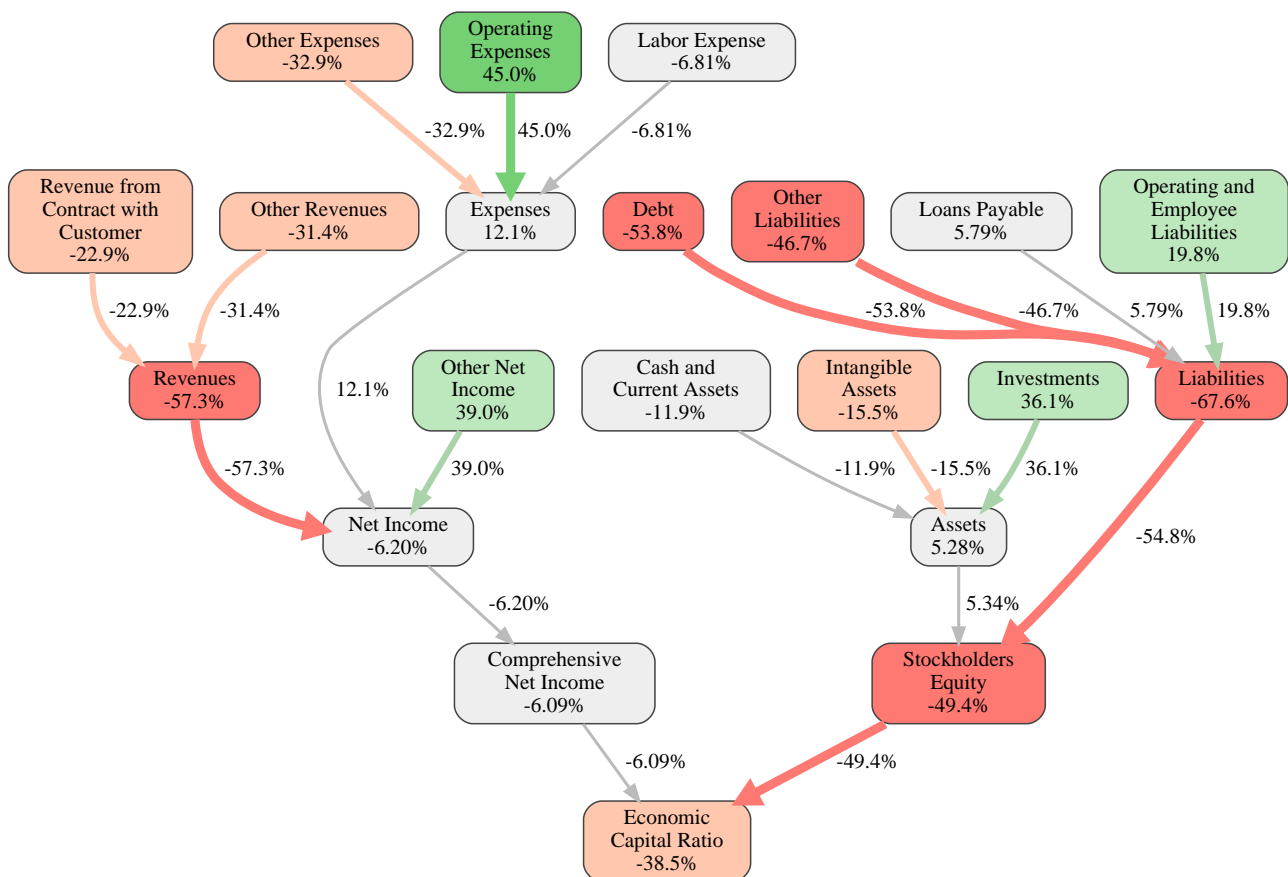 Other Expenses
-32.9%
Operating
Expenses
45.0%
Labor Expense
-6.81%
-32.9%
45.0%
-6.81%
Revenue from
Contract with
Customer
-22.9%
Other Revenues
-31.4%
Expenses
12.1%
Debt
-53.8%
Other
Liabilities
-46.7%
Loans Payable
5.79%
Operating and
Employee
Liabilities
19.8%
-22.9%
-31.4%
-53.8%
-46.7%
5.79%
19.8%
Revenues
-57.3%
12.1%
Other Net
Income
39.0%
Cash and
Current Assets
-11.9%
Intangible
Assets
-15.5%
Investments
36.1%
Liabilities
-67.6%
-57.3%
39.0%
-11.9%
-15.5%
36.1%
Net Income
-6.20%
Assets
5.28%
-54.8%
-6.20%
5.34%
Comprehensive
Net Income
-6.09%
Stockholders
Equity
-49.4%
-6.09%
-49.4%
Economic
Capital Ratio
-38.5%